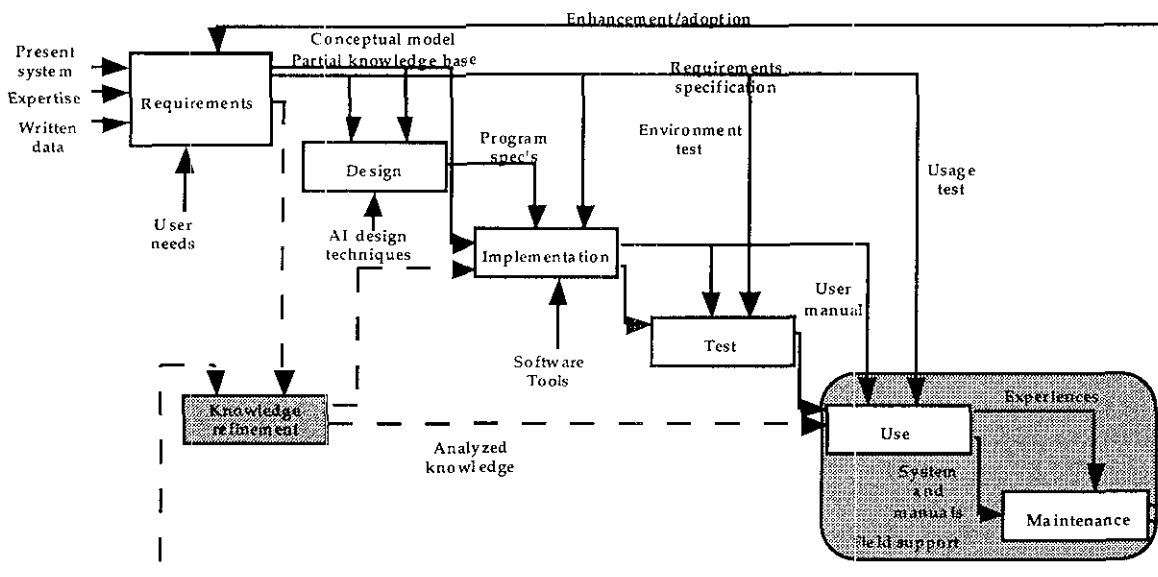 Enhancement/adoption
Present
system
Expertise
Written
data
Requirements
User
needs
Conceptual model
Partial knowledge base
Requirements
specification
Design
AI design
techniques
Program
spec's
Environment
test
Usage
test
Implementation
Software
Tools
User
manual
Test
Knowledge
refinement
Analyzed
knowledge
Experiences
Use
System
and
manuals
Maintenance
Field support